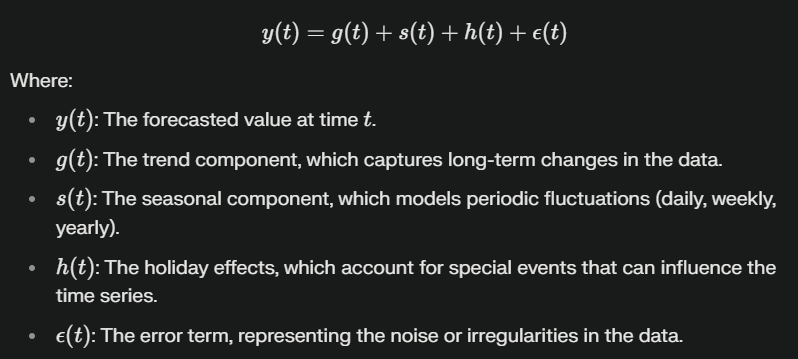 y(t) = g(t) + s(t) + h(t) + ϵ(t)
Where:
• y(t): The forecasted value at time t.
• g(t): The trend component, which captures long-term changes in the data.
• s(t): The seasonal component, which models periodic fluctuations (daily, weekly,
yearly).
• h(t): The holiday effects, which account for special events that can influence the
time series.
• ϵ(t): The error term, representing the noise or irregularities in the data.